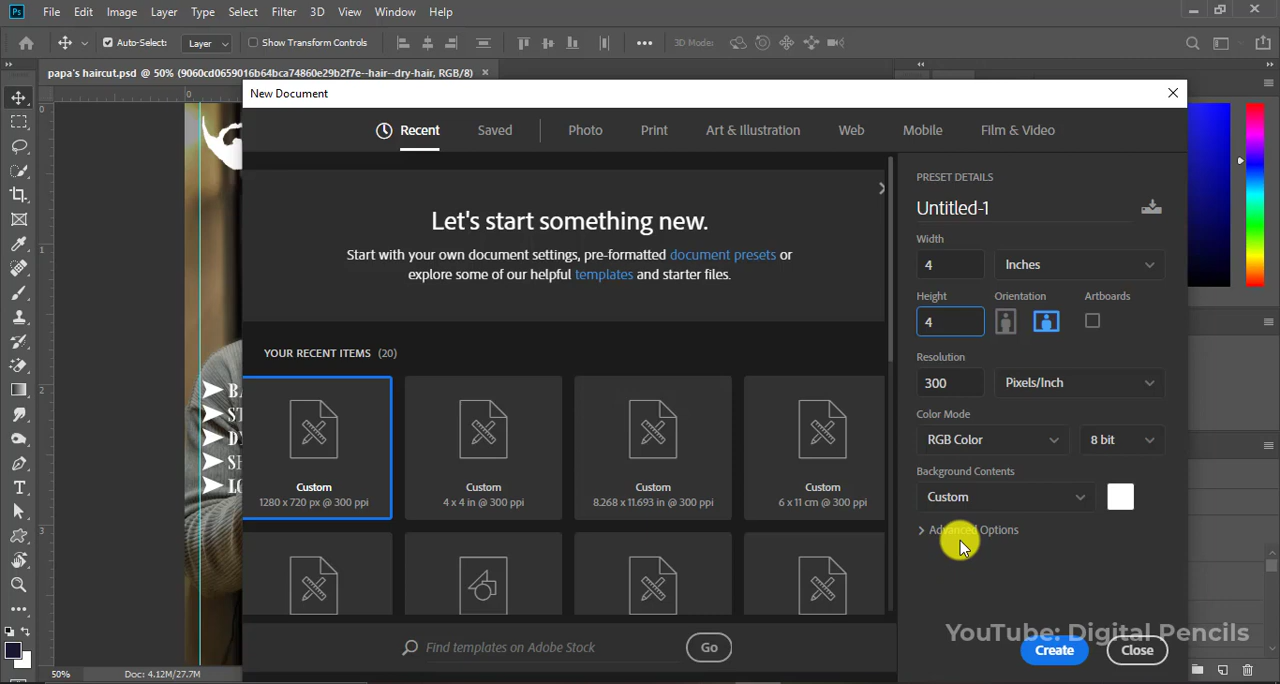 Ps File Edit Image Layer Type Select Filter 3D View Window Help
Auto-Select: Layer Show Transform Controls 3D Mode:
papa's haircut.psd @ 50% (9060cd0659016b64bca74860e29b2f7e--hair--dry-hair, RGB/8)
0
0
1
2
3
New Document
Recent Saved Photo Print Art & Illustration Web Mobile Film & Video
Let's start something new.
Start with your own document settings, pre-formatted document presets or
explore some of our helpful templates and starter files.
YOUR RECENT ITEMS (20)
Custom
1280 x 720 px @ 300 ppi
Custom
4 x 4 in @ 300 ppi
Custom
8.268 x 11.693 in @ 300 ppi
Custom
6 x 11 cm @ 300 ppi
Find templates on Adobe Stock Go
PRESET DETAILS
Untitled-1
Width
4 Inches
Height Orientation Artboards
4
Resolution
300 Pixels/Inch
Color Mode
RGB Color 8 bit
Background Contents
Custom
Advanced Options
YouTube: Digital Pencils
Create Close
50% Doc: 4.12M/27.7M